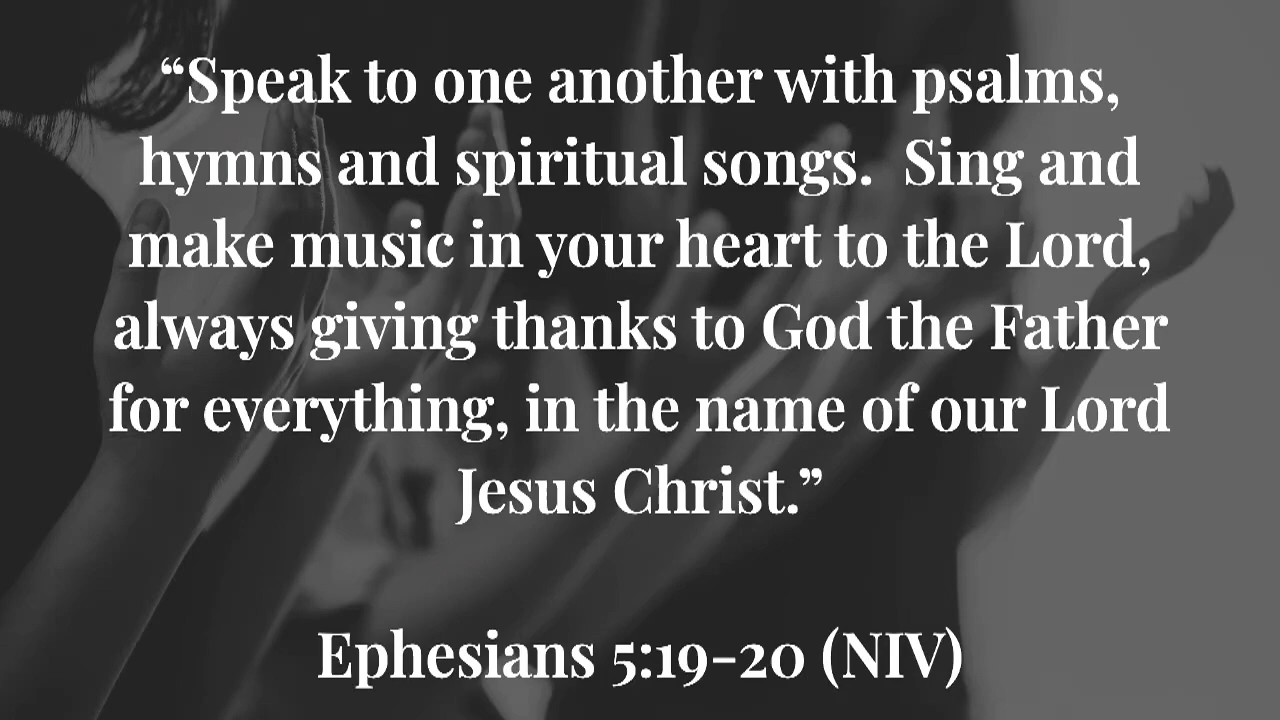 “Speak to one another with psalms,
hymns and spiritual songs.  Sing and
make music in your heart to the Lord,
always giving thanks to God the Father
for everything, in the name of our Lord
Jesus Christ.”
Ephesians 5:19-20 (NIV)